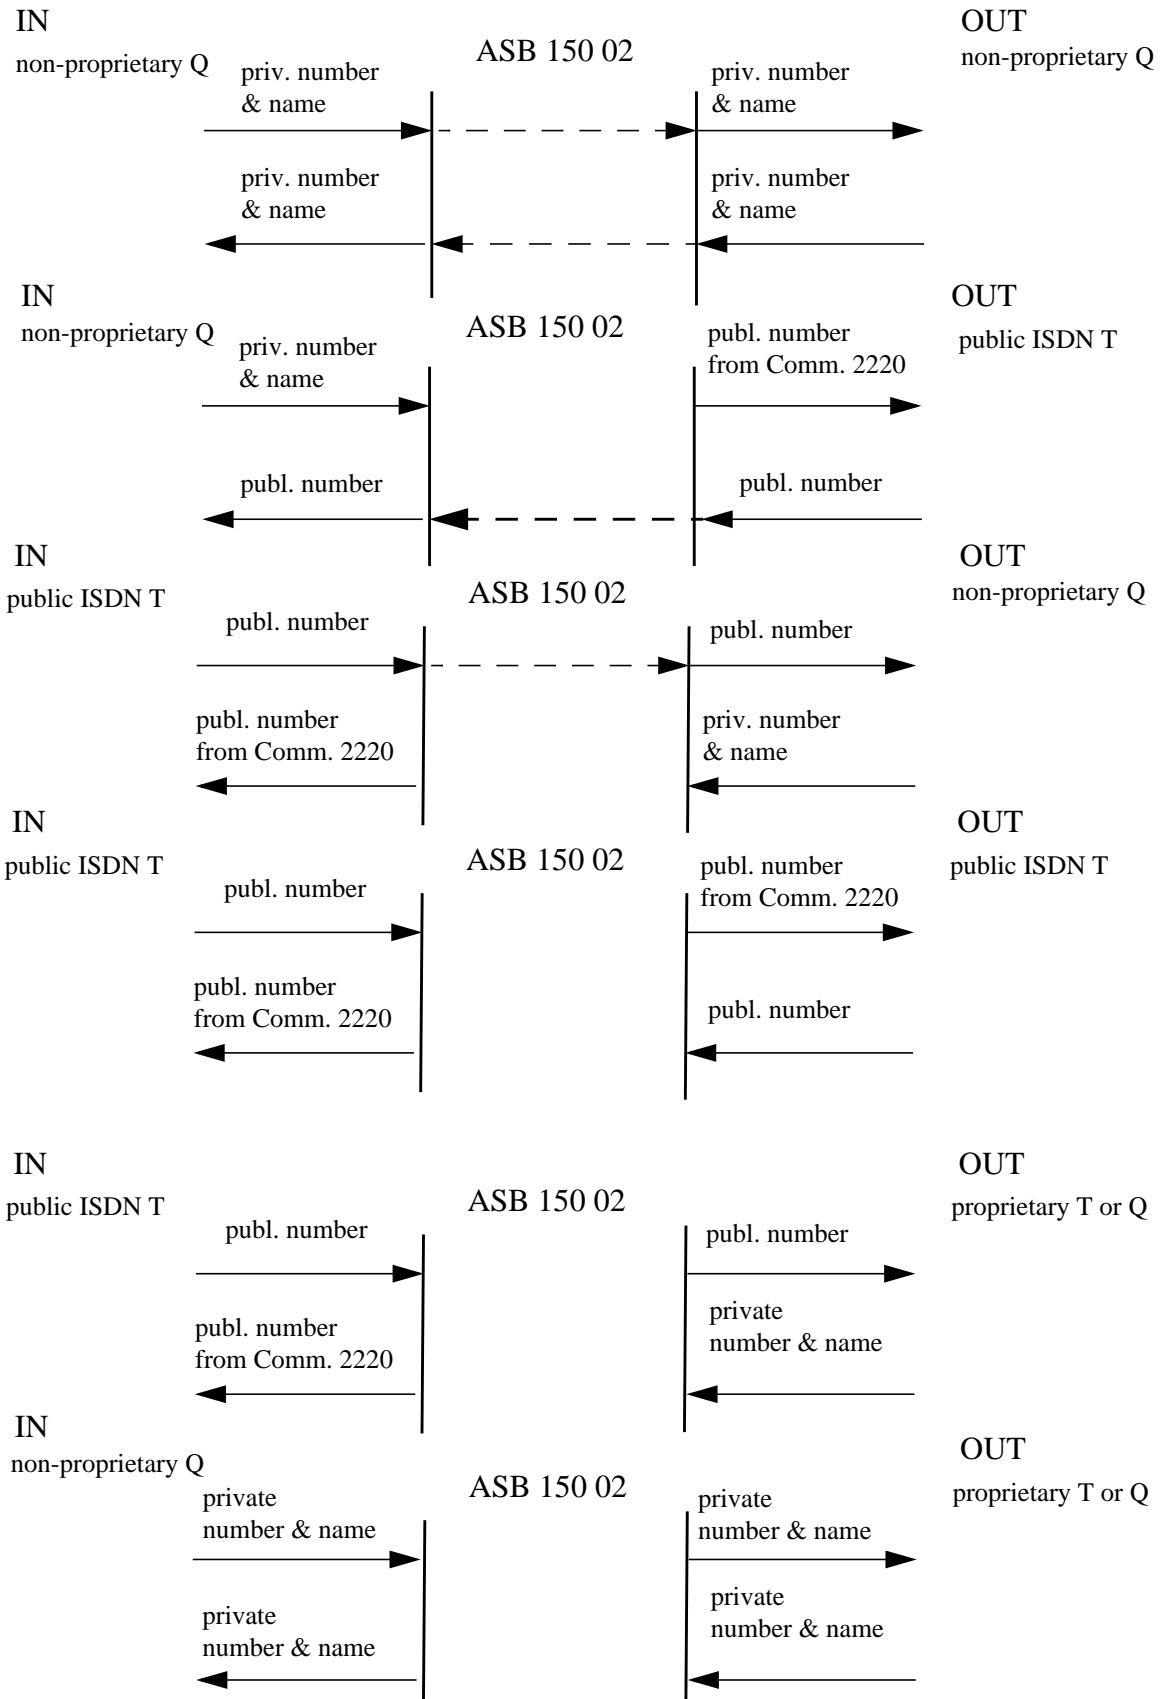 IN
non-proprietary Q
ASB 150 02
OUT
non-proprietary Q
priv. number
& name
priv. number
& name
priv. number
& name
priv. number
& name
IN
non-proprietary Q
ASB 150 02
OUT
public ISDN T
priv. number
& name
publ. number
from Comm. 2220
publ. number
publ. number
IN
public ISDN T
ASB 150 02
OUT
non-proprietary Q
publ. number
publ. number
publ. number
from Comm. 2220
priv. number
& name
IN
public ISDN T
ASB 150 02
OUT
public ISDN T
publ. number
publ. number
from Comm. 2220
publ. number
from Comm. 2220
publ. number
IN
public ISDN T
ASB 150 02
OUT
proprietary T or Q
publ. number
publ. number
publ. number
from Comm. 2220
private
number & name
IN
non-proprietary Q
ASB 150 02
OUT
proprietary T or Q
private
number & name
private
number & name
private
number & name
private
number & name